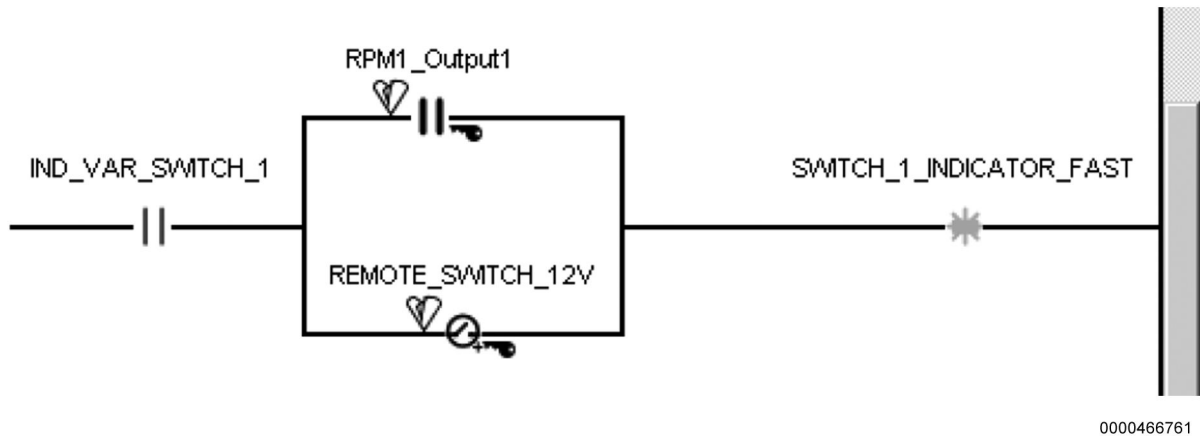 RPM1_Output1
IND_VAR_SWITCH_1
SWITCH_1_INDICATOR_FAST
REMOTE_SWITCH_12V
0000466761